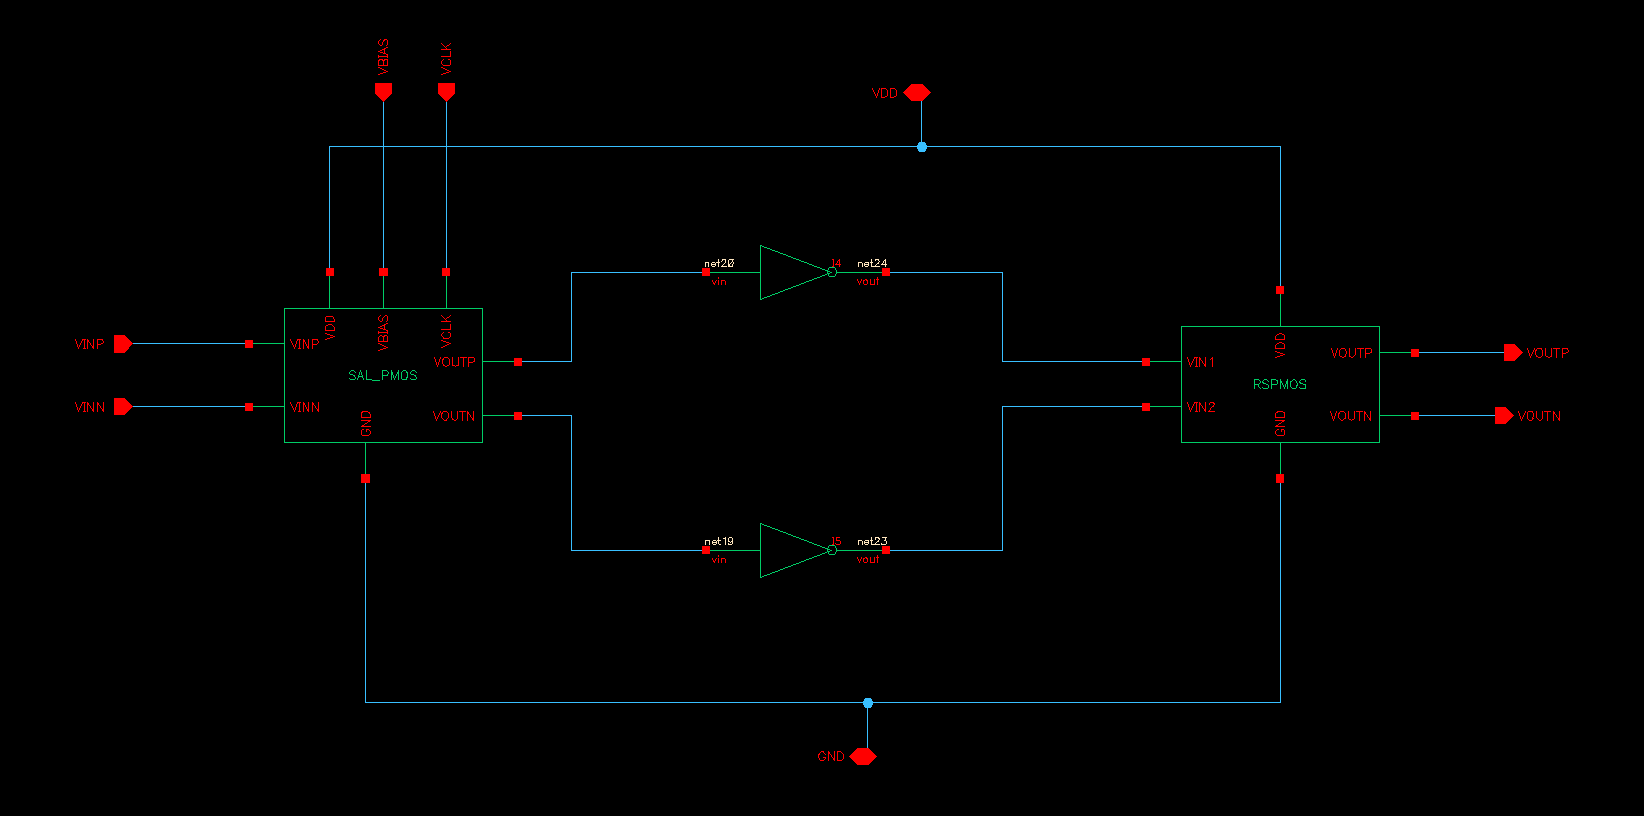 VBIAS
VCLK
VDD
net20
I4
net24
vin
vout
VINP
VINP
VDD
VBIAS
VCLK
VOUTP
SAL_PMOS
VINN
VINN
GND
VOUTN
VDD
VIN1
VOUTP
VOUTP
RSPMOS
VIN2
GND
VOUTN
VOUTN
net19
I5
net23
vin
vout
GND